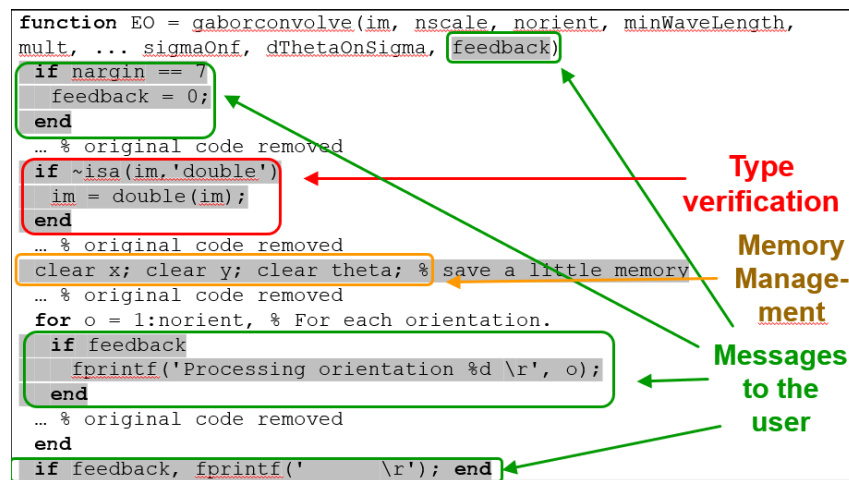 function EO = gaborconvolve(im, nscale, norient, minWaveLength,
mult, ... sigmaOnf, dThetaOnSigma, feedback)
if nargin == 7
feedback = 0;
end
… % original code removed
if ~isa(im,'double')
im = double(im);
end
… % original code removed
clear x; clear y; clear theta; % save a little memory
… % original code removed
for o = 1:norient, % For each orientation.
if feedback
fprintf('Processing orientation %d \r', o);
end
… % original code removed
end
if feedback, fprintf('      \r'); end
Type
verification
Memory
Manage-
ment
Messages
to the
user